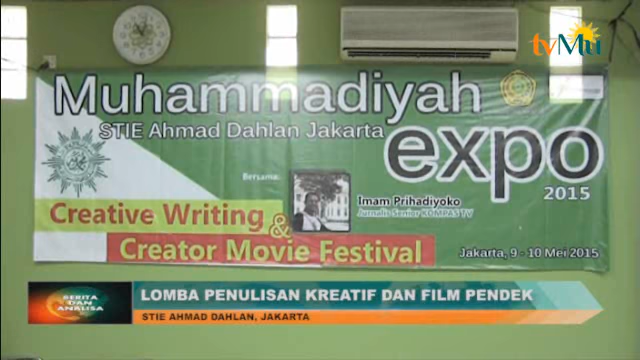 tvMu
Muhammadiyah
STIE Ahmad Dahlan Jakarta
expo
2015
Bersama:
Imam Prihadiyoko
Jurnalis Senior KOMPAS TV
Creative Writing
&
Creator Movie Festival
Jakarta, 9 - 10 Mei 2015
BERITA
DAN
ANALISA
LOMBA PENULISAN KREATIF DAN FILM PENDEK
STIE AHMAD DAHLAN, JAKARTA